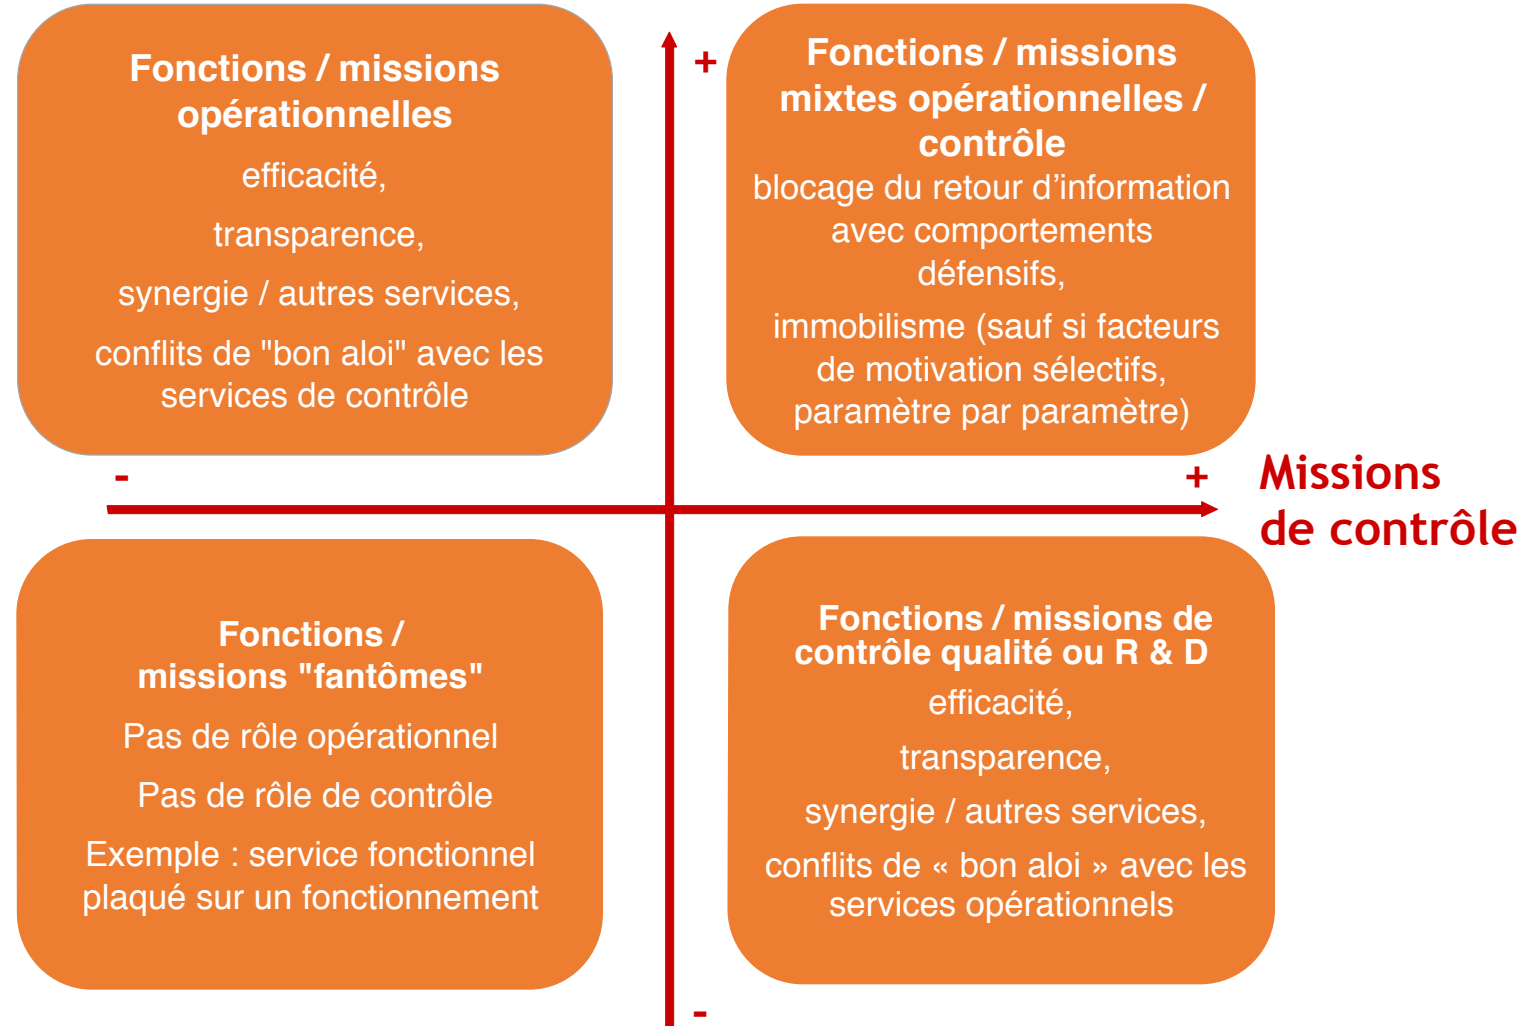 Fonctions / missions
opérationnelles
efficacité,
transparence,
synergie / autres services,
conflits de "bon aloi" avec les
services de contrôle
+
Fonctions / missions
mixtes opérationnelles /
contrôle
blocage du retour d’information
avec comportements
défensifs,
immobilisme (sauf si facteurs
de motivation sélectifs,
paramètre par paramètre)
-
+
Missions
de contrôle
Fonctions /
missions "fantômes"
Pas de rôle opérationnel
Pas de rôle de contrôle
Exemple : service fonctionnel
plaqué sur un fonctionnement
Fonctions / missions de
contrôle qualité ou R & D
efficacité,
transparence,
synergie / autres services,
conflits de « bon aloi » avec les
services opérationnels
-